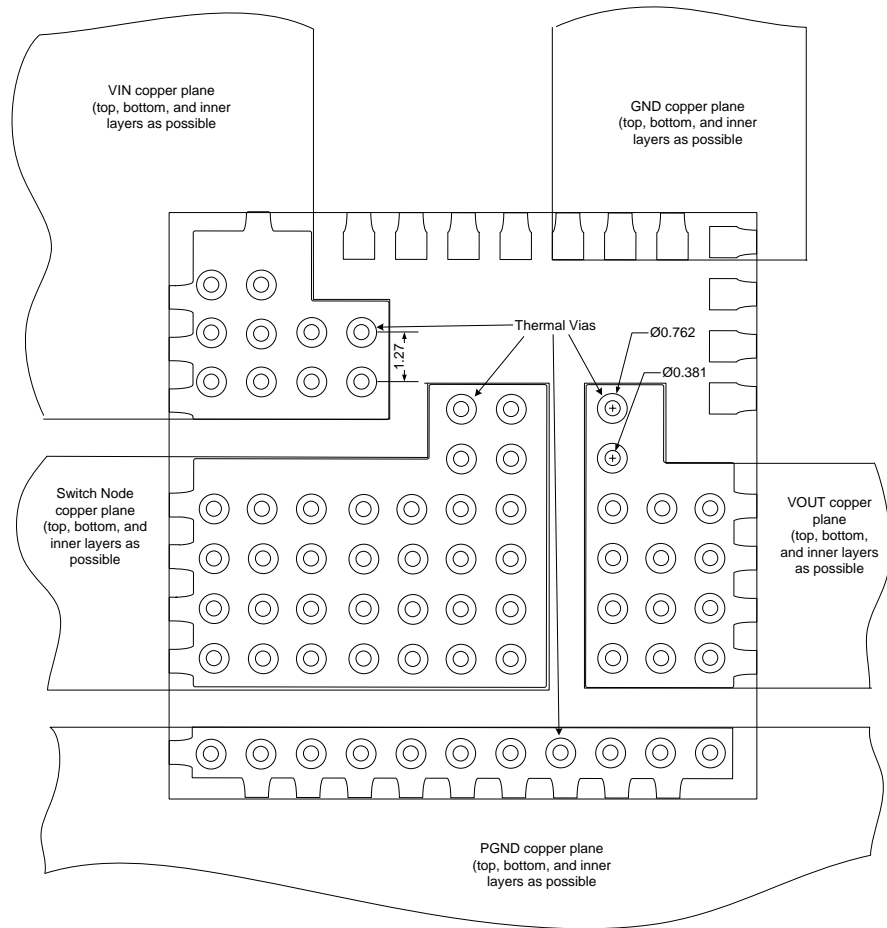 VIN copper plane
(top, bottom, and inner
layers as possible
GND copper plane
(top, bottom, and inner
layers as possible
Thermal Vias
Ø0.762
1.27
Ø0.381
Switch Node
copper plane
(top, bottom, and
inner layers as
possible
VOUT copper
plane
(top, bottom,
and inner layers
as possible
PGND copper plane
(top, bottom, and inner
layers as possible